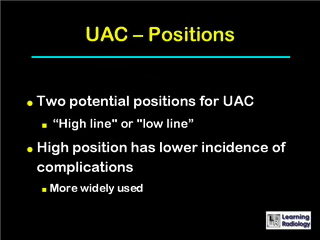 UAC – Positions
Two potential positions for UAC
“High line" or "low line”
High position has lower incidence of
complications
More widely used
Learning
Radiology